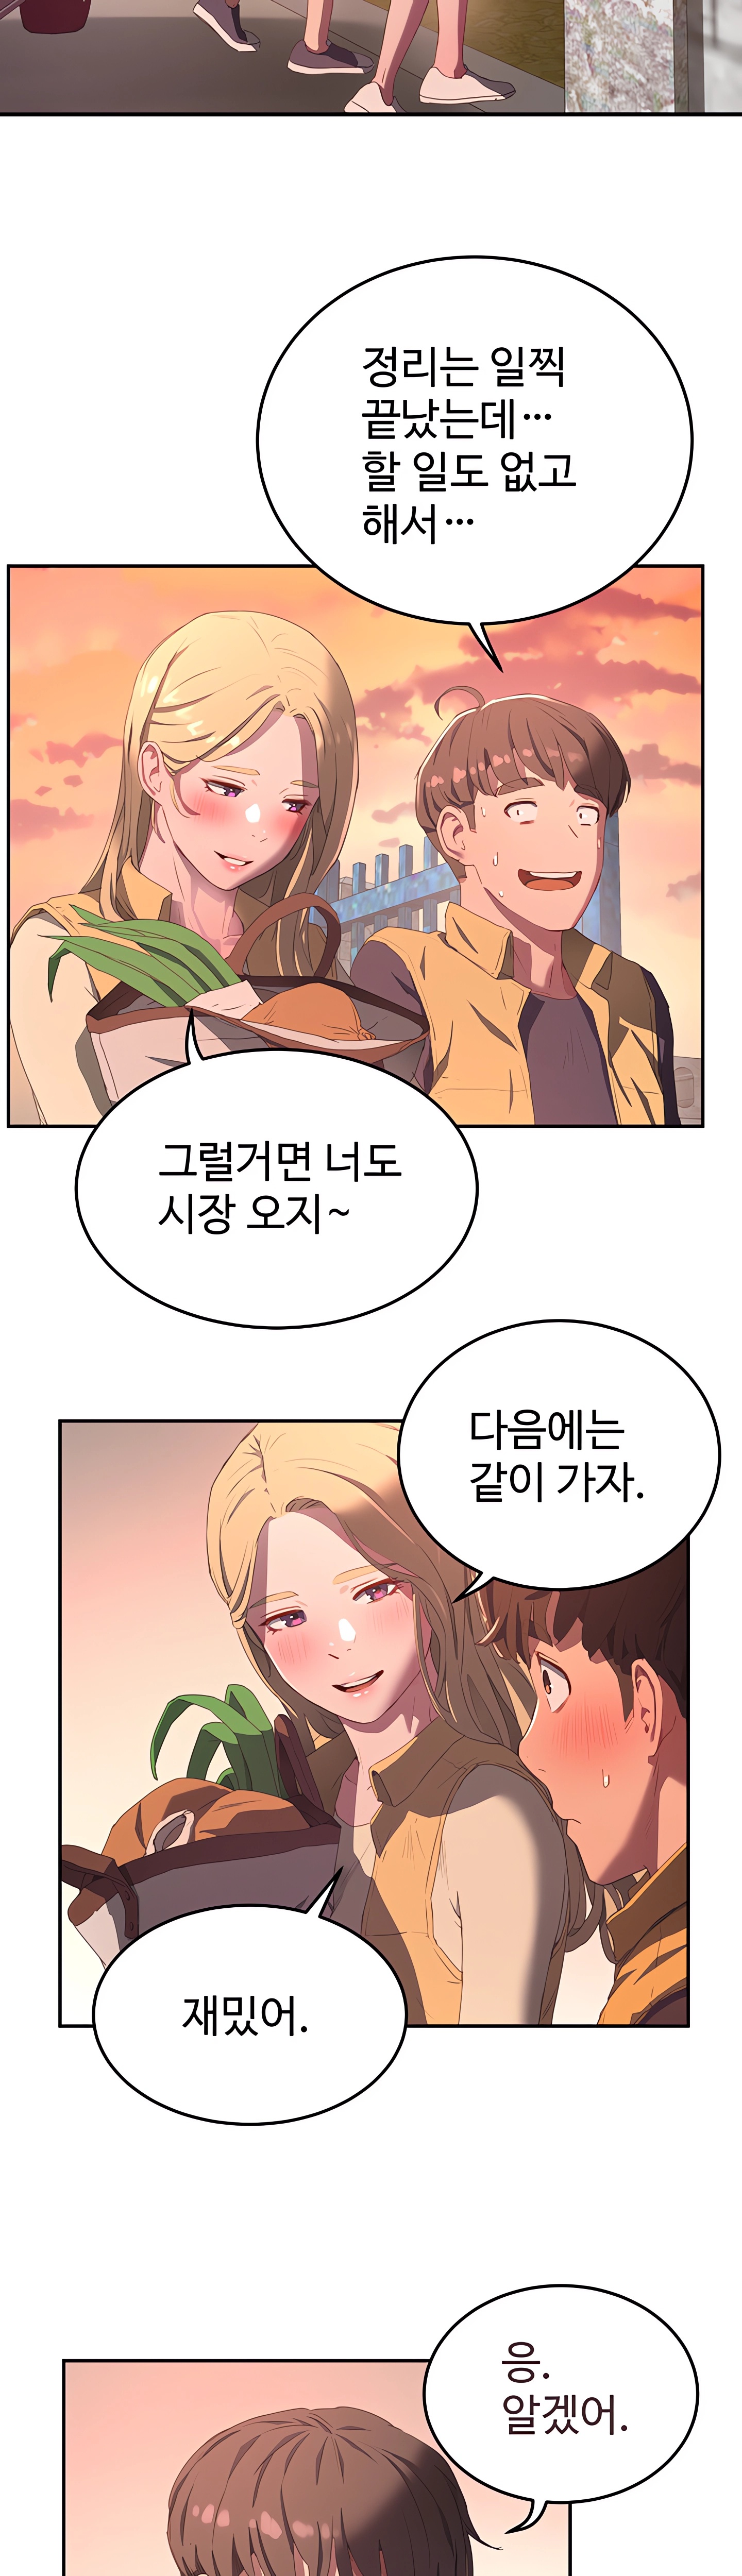 정리는 일찍
끝났는데…
할 일도 없고
해서…
그럴거면 너도
시장 오지~
다음에는
같이 가자.
재밌어.
응.
알겠어.